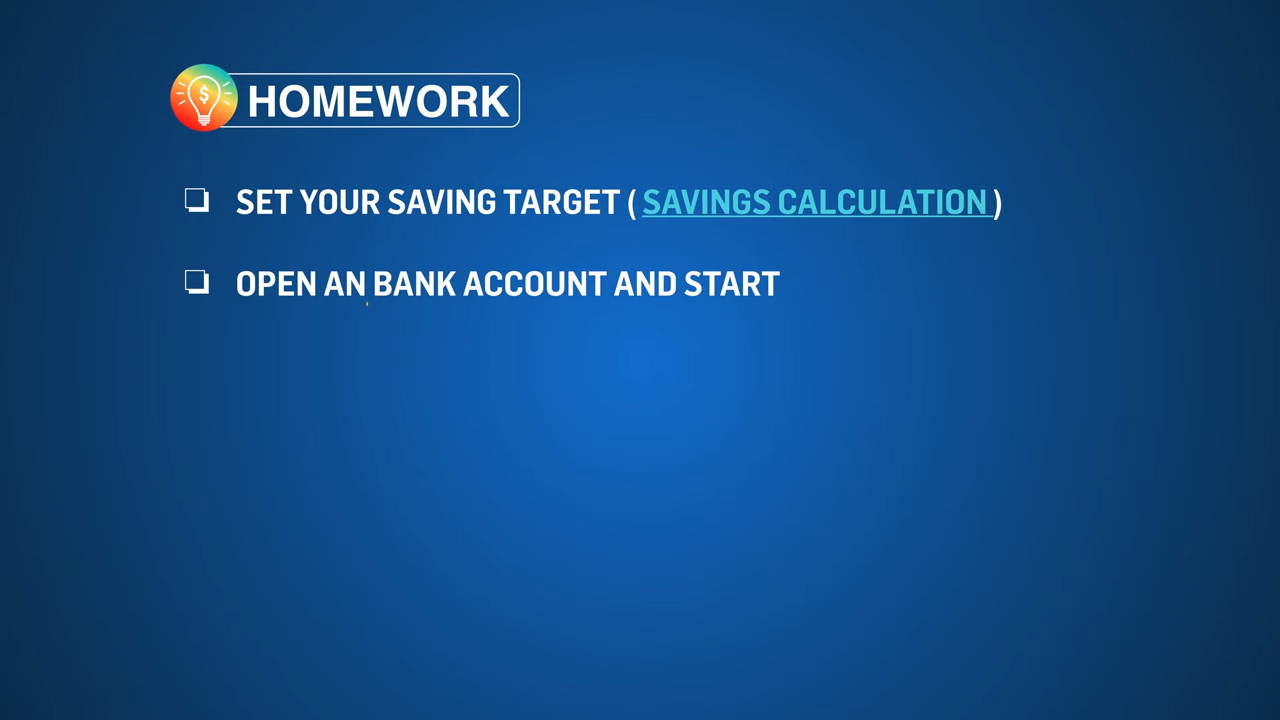 HOMEWORK
SET YOUR SAVING TARGET ( SAVINGS CALCULATION )
OPEN AN BANK ACCOUNT AND START